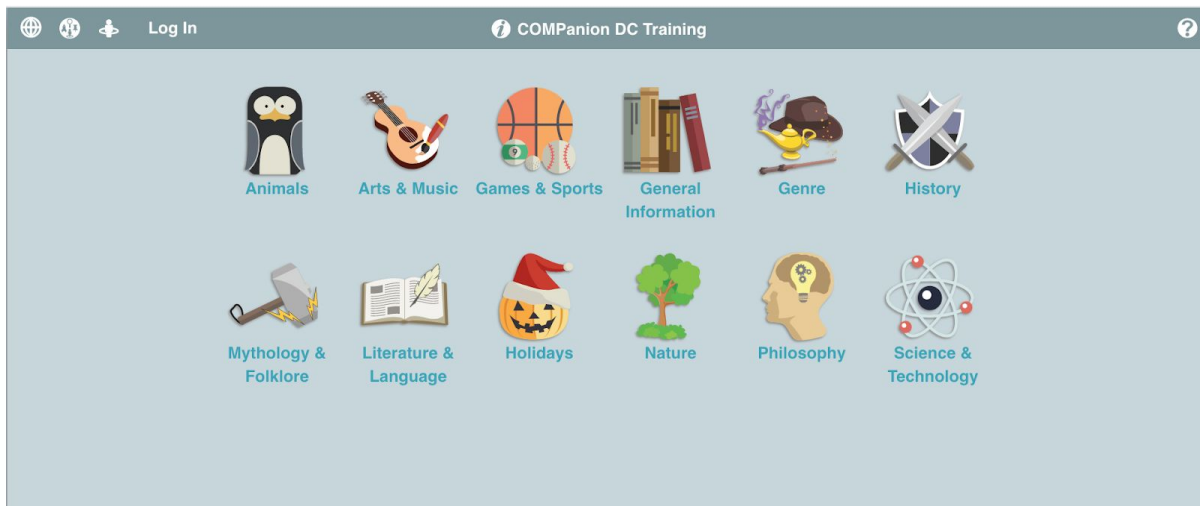 Log In
i COMPanion DC Training
?
Animals
Arts & Music
Games & Sports
General
Information
Genre
History
9
Mythology &
Folklore
Literature &
Language
Holidays
Nature
Philosophy
Science &
Technology